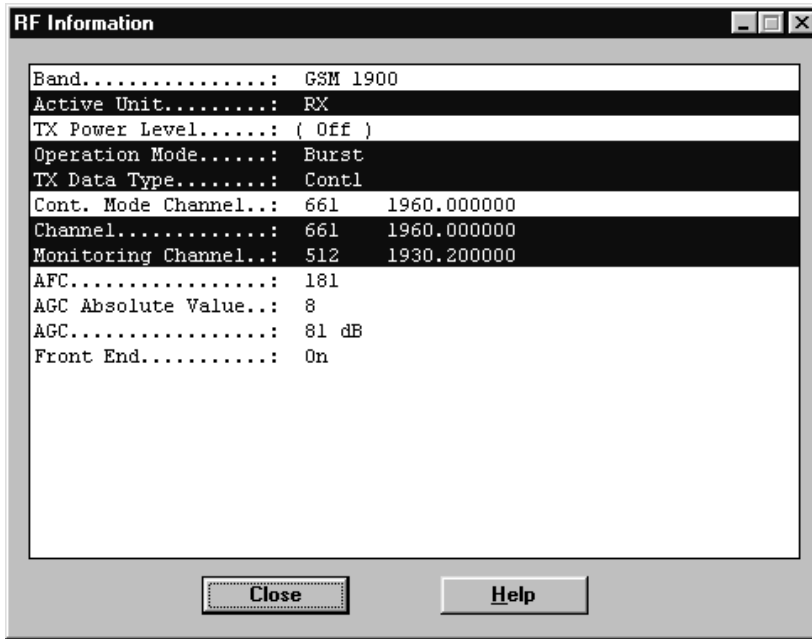 RF Information
Band................: GSM 1900
Active Unit.........: RX
TX Power Level......: ( Off )
Operation Mode......: Burst
TX Data Type........: Cont1
Cont. Mode Channel..: 661 1960.000000
Channel.............: 661 1960.000000
Monitoring Channel..: 512 1930.200000
AFC.................: 181
AGC Absolute Value..: 8
AGC.................: 81 dB
Front End...........: On
Close Help